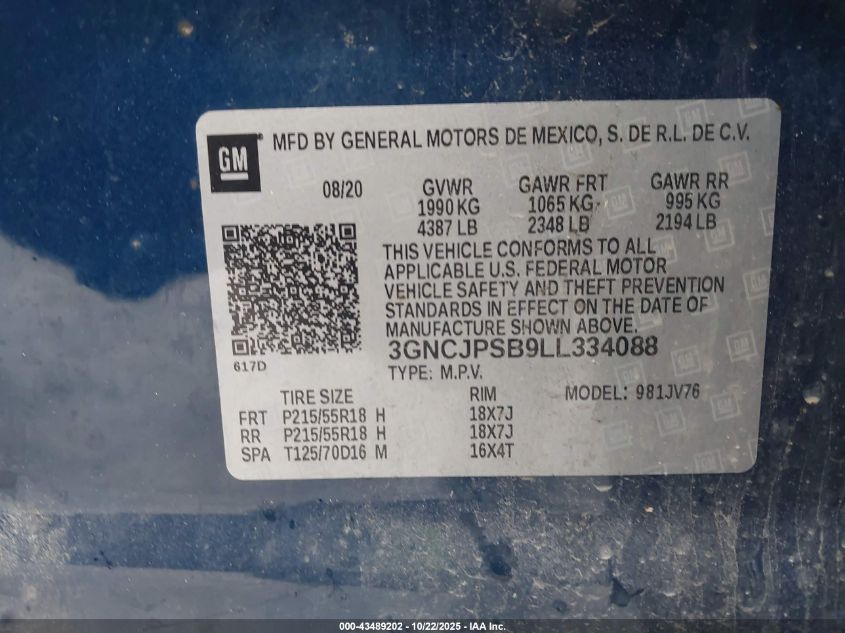 GM
MFD BY GENERAL MOTORS DE MEXICO, S. DE R.L. DE C.V.
08/20 GVWR GAWR FRT GAWR RR
1990 KG 1065 KG 995 KG
4387 LB 2348 LB 2194 LB
THIS VEHICLE CONFORMS TO ALL
APPLICABLE U.S. FEDERAL MOTOR
VEHICLE SAFETY AND THEFT PREVENTION
STANDARDS IN EFFECT ON THE DATE OF
MANUFACTURE SHOWN ABOVE.
3GNCJPSB9LL334088
617D
TYPE: M.P.V.
TIRE SIZE RIM MODEL: 981JV76
FRT P215/55R18 H 18X7J
RR P215/55R18 H 18X7J
SPA T125/70D16 M 16X4T
000-43489202 - 10/22/2025 - IAA Inc.